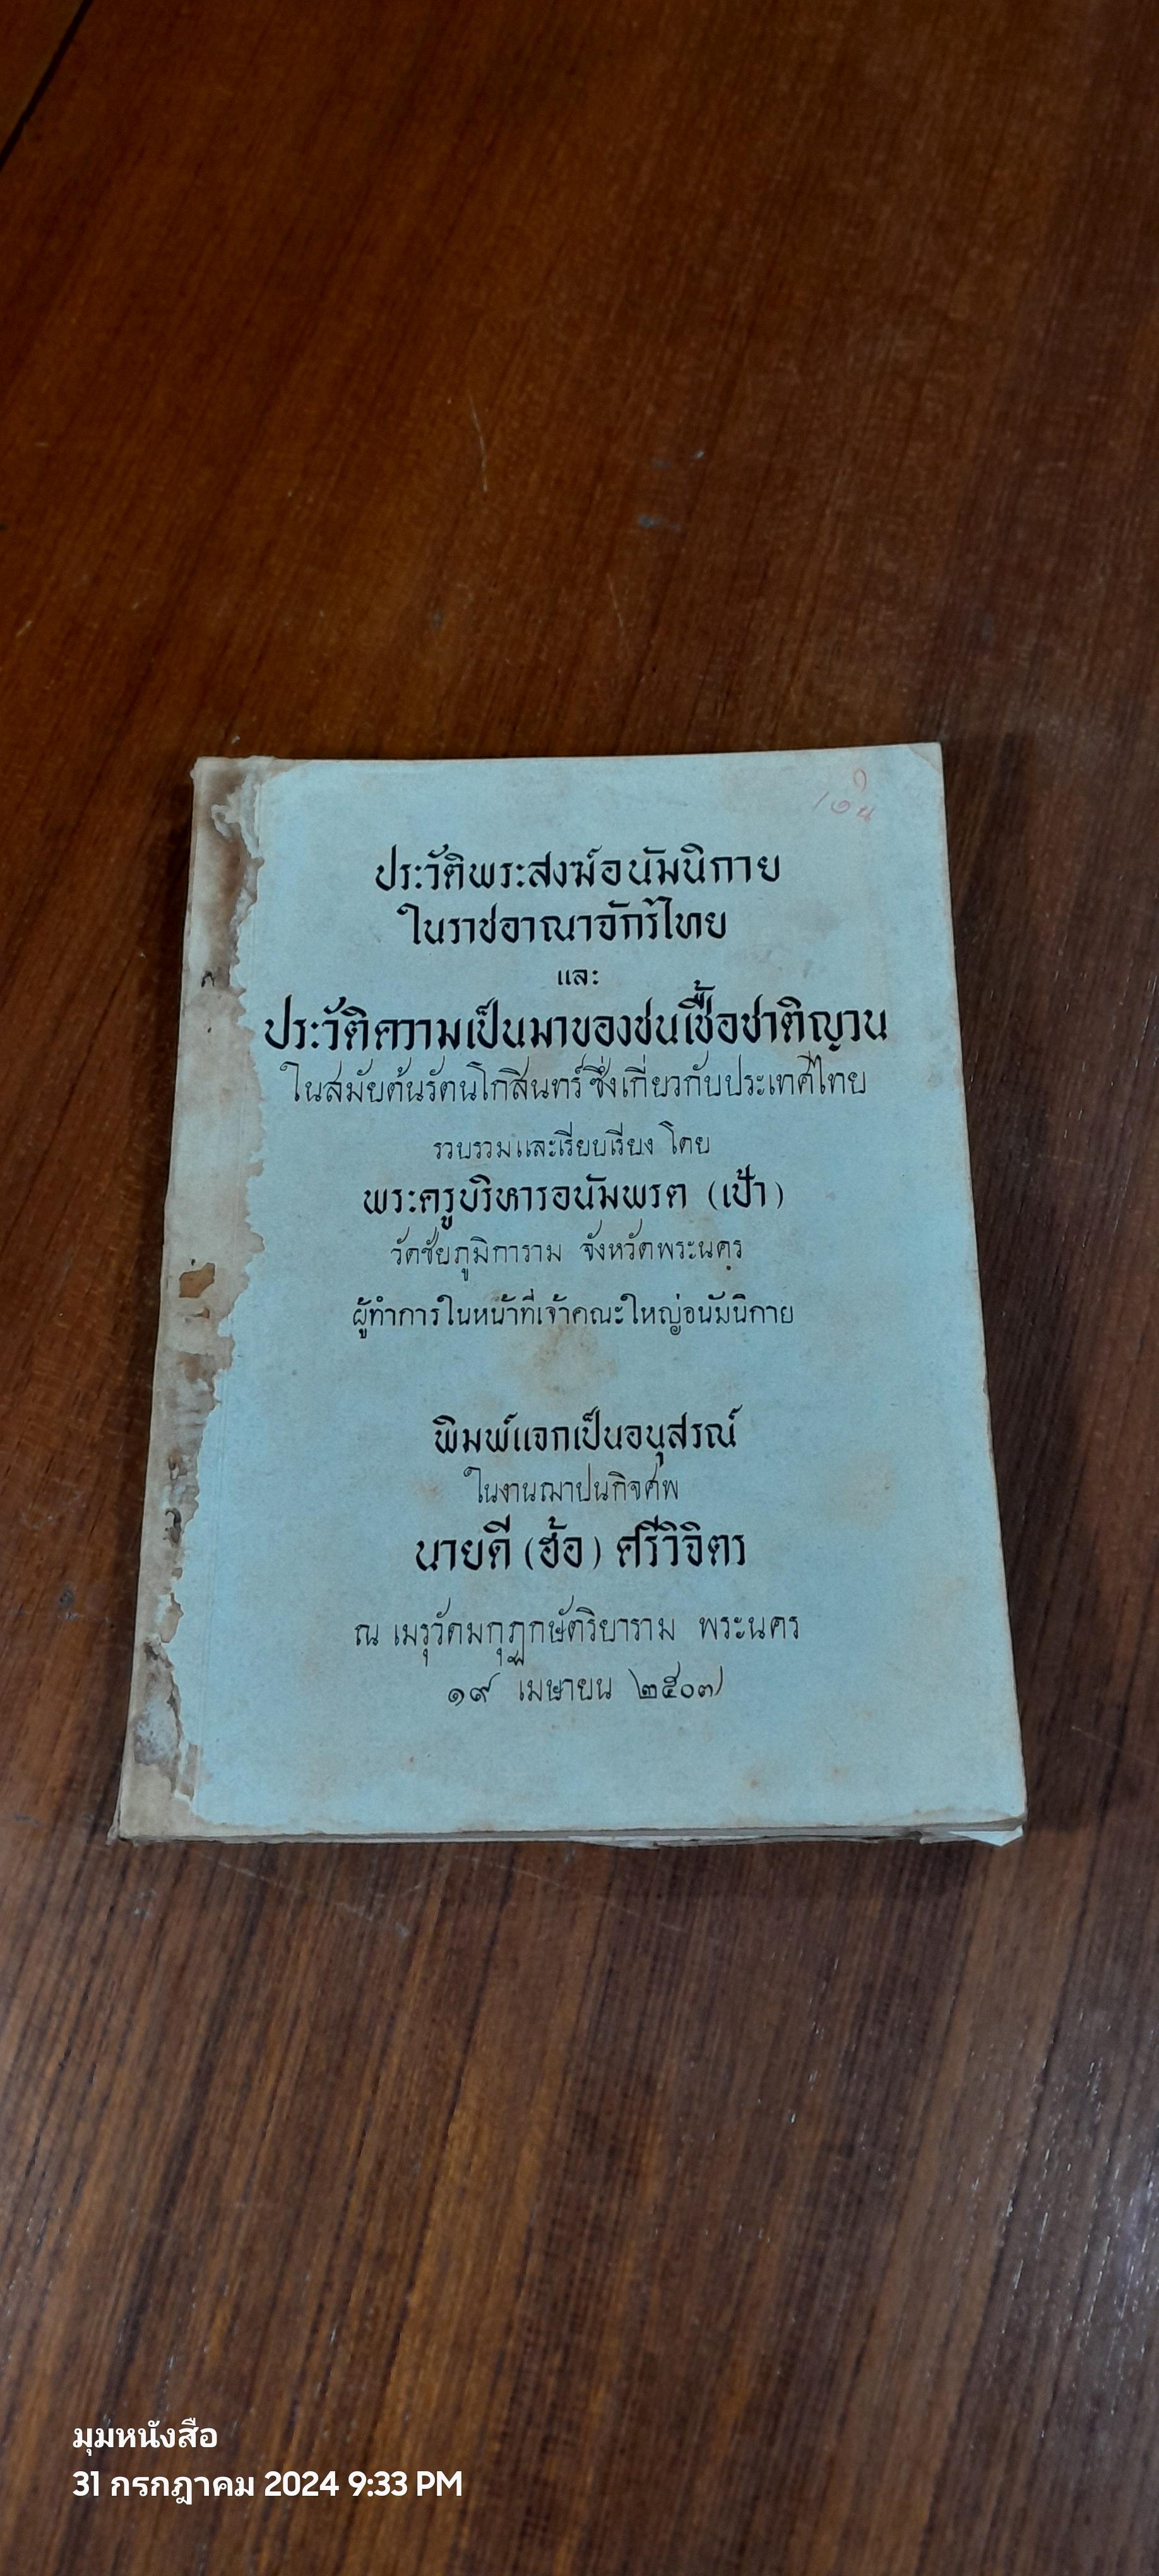 ๑
/๑๘
ประวัติพระสงฆ์อนัมนิกาย
ในราชอาณาจักร์ไทย
และ
ประวัติความเป็นมาของชนเชื้อชาติญวน
ในสมัยต้นรัตนโกสินทร์ ซึ่งเกี่ยวกับประเทศไทย
รวบรวมและเรียบเรียง โดย
พระครูบริหารอนัมพรต (เป้า)
วัดชัยภูมิการาม จังหวัดพระนคร
ผู้ทำการในหน้าที่เจ้าคณะใหญ่อนัมนิกาย
พิมพ์แจกเป็นอนุสรณ์
ในงานฌาปนกิจศพ
นายดี (ฮ้อ) ศรีวิจิตร
ณ เมรุวัดมกุฏกษัตริยาราม พระนคร
๑๙ เมษายน ๒๕๐๗
มุมหนังสือ
31 กรกฎาคม 2024 9:33 PM